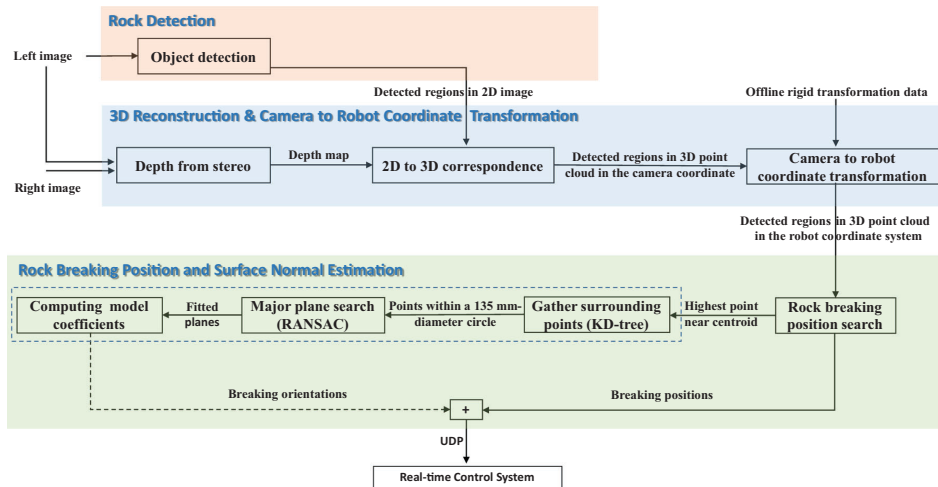 Rock Detection
Left image
Object detection
Detected regions in 2D image
Offline rigid transformation data
3D Reconstruction & Camera to Robot Coordinate Transformation
Depth from stereo
Depth map
2D to 3D correspondence
Detected regions in 3D point
cloud in the camera coordinate
Camera to robot
coordinate transformation
Right image
Detected regions in 3D point cloud
in the robot coordinate system
Rock Breaking Position and Surface Normal Estimation
Computing model
coefficients
Fitted
planes
Major plane search
(RANSAC)
Points within a 135 mm-
diameter circle
Gather surrounding
points (KD-tree)
Highest point
near centroid
Rock breaking
position search
Breaking orientations
Breaking positions
+
UDP
Real-time Control System